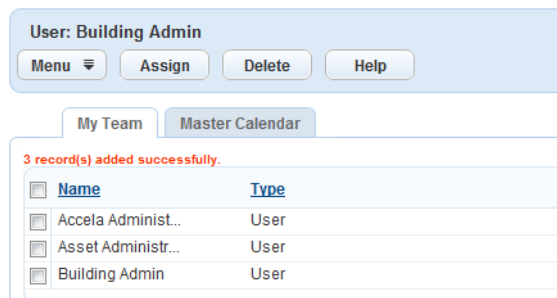 User: Building Admin
Menu Assign Delete Help
My Team Master Calendar
3 record(s) added successfully.
Name Type
Accela Administ... User
Asset Administr... User
Building Admin User